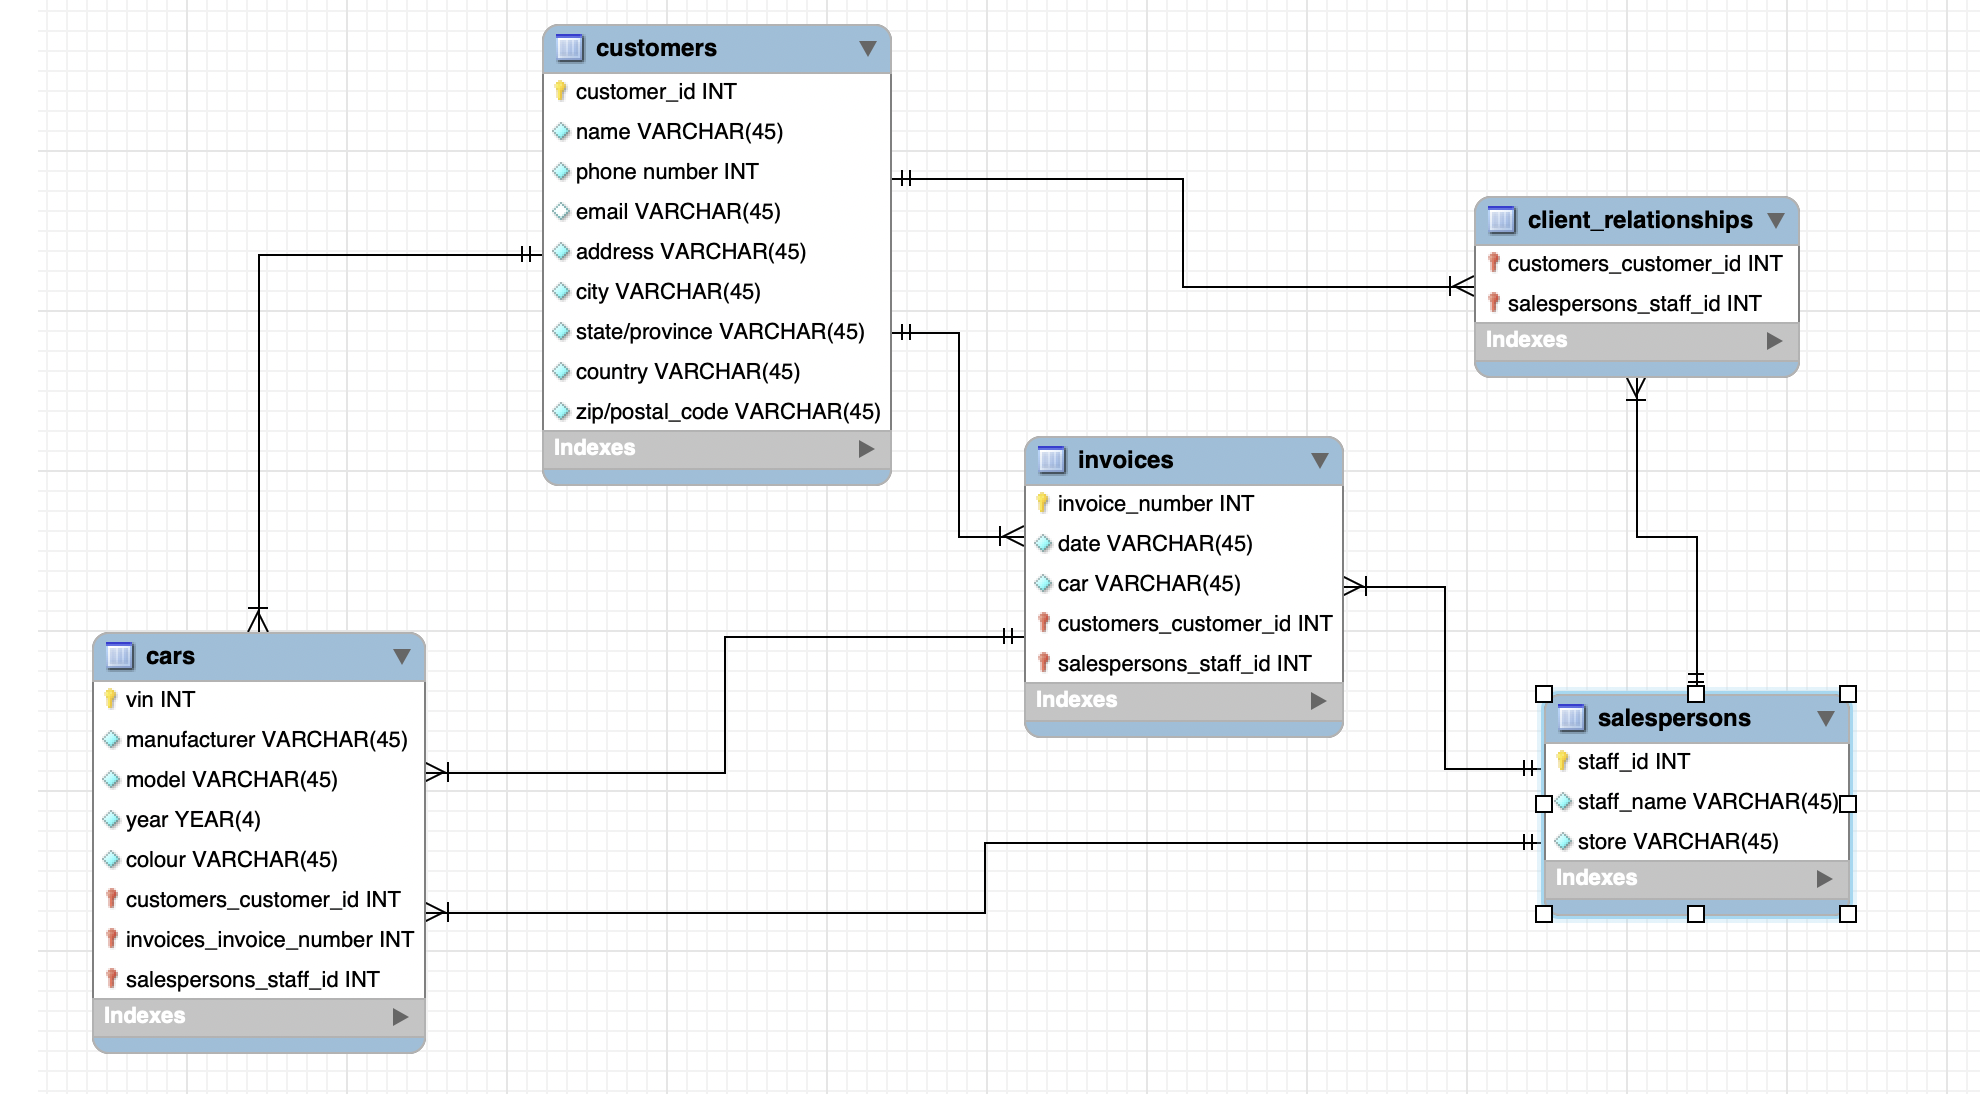 customers
customer_id INT
name VARCHAR(45)
phone number INT
email VARCHAR(45)
address VARCHAR(45)
city VARCHAR(45)
state/province VARCHAR(45)
country VARCHAR(45)
zip/postal_code VARCHAR(45)
Indexes
client_relationships
customers_customer_id INT
salespersons_staff_id INT
Indexes
invoices
invoice_number INT
date VARCHAR(45)
car VARCHAR(45)
customers_customer_id INT
salespersons_staff_id INT
Indexes
cars
vin INT
manufacturer VARCHAR(45)
model VARCHAR(45)
year YEAR(4)
colour VARCHAR(45)
customers_customer_id INT
invoices_invoice_number INT
salespersons_staff_id INT
Indexes
salespersons
staff_id INT
staff_name VARCHAR(45)
store VARCHAR(45)
Indexes